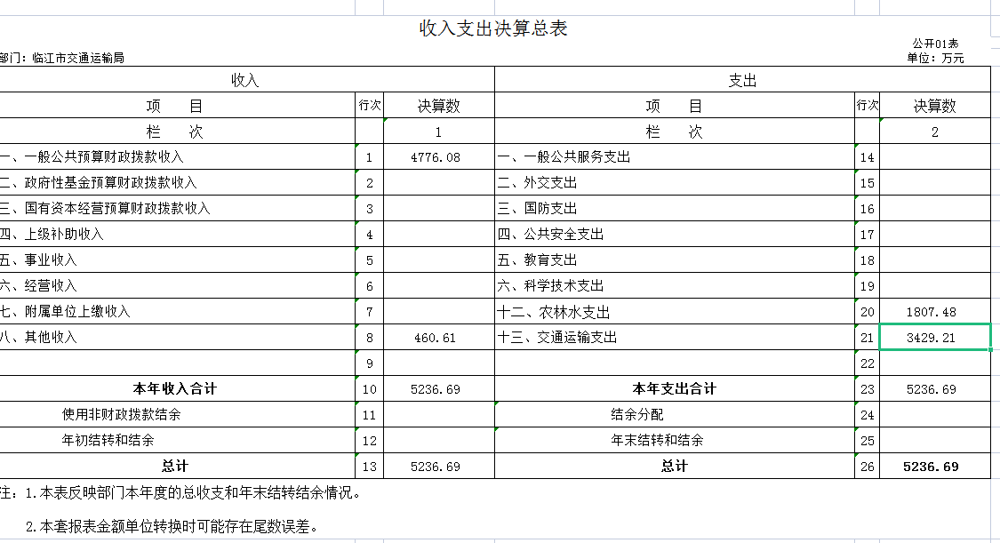 收入支出决算总表
公开01表
部门：临江市交通运输局 单位：万元
收入 支出
项 目 行次 决算数 项 目 行次 决算数
栏 次 1 栏 次 2
一、一般公共预算财政拨款收入 1 4776.08 一、一般公共服务支出 14
二、政府性基金预算财政拨款收入 2 二、外交支出 15
三、国有资本经营预算财政拨款收入 3 三、国防支出 16
四、上级补助收入 4 四、公共安全支出 17
五、事业收入 5 五、教育支出 18
六、经营收入 6 六、科学技术支出 19
七、附属单位上缴收入 7 十二、农林水支出 20 1807.48
八、其他收入 8 460.61 十三、交通运输支出 21 3429.21
9 22
本年收入合计 10 5236.69 本年支出合计 23 5236.69
使用非财政拨款结余 11 结余分配 24
年初结转和结余 12 年末结转和结余 25
总计 13 5236.69 总计 26 5236.69
注：1.本表反映部门本年度的总收支和年末结转结余情况。
2.本套报表金额单位转换时可能存在尾数误差。